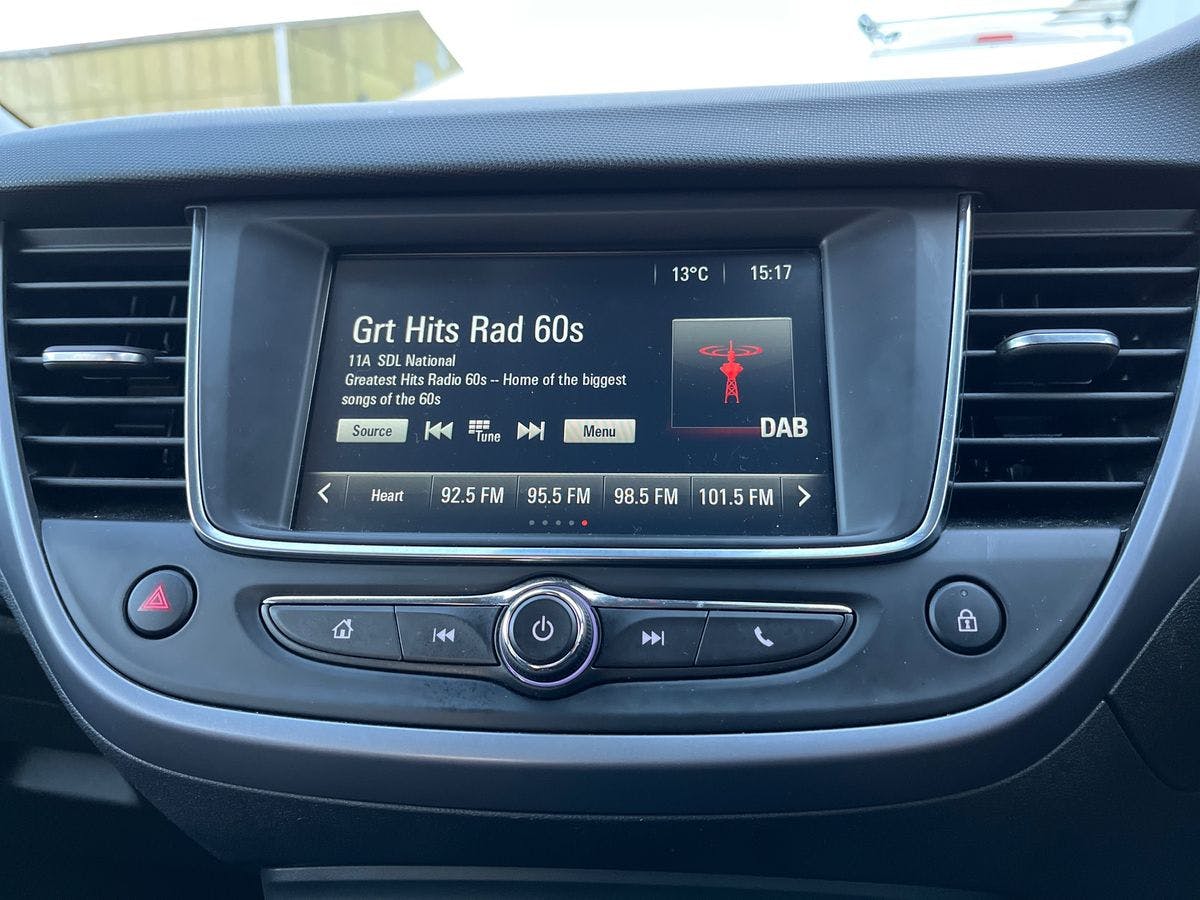 13°C 15:17
Grt Hits Rad 60s
11A SDL National
Greatest Hits Radio 60s -- Home of the biggest
songs of the 60s
Source Tune Menu
DAB
Heart 92.5 FM 95.5 FM 98.5 FM 101.5 FM